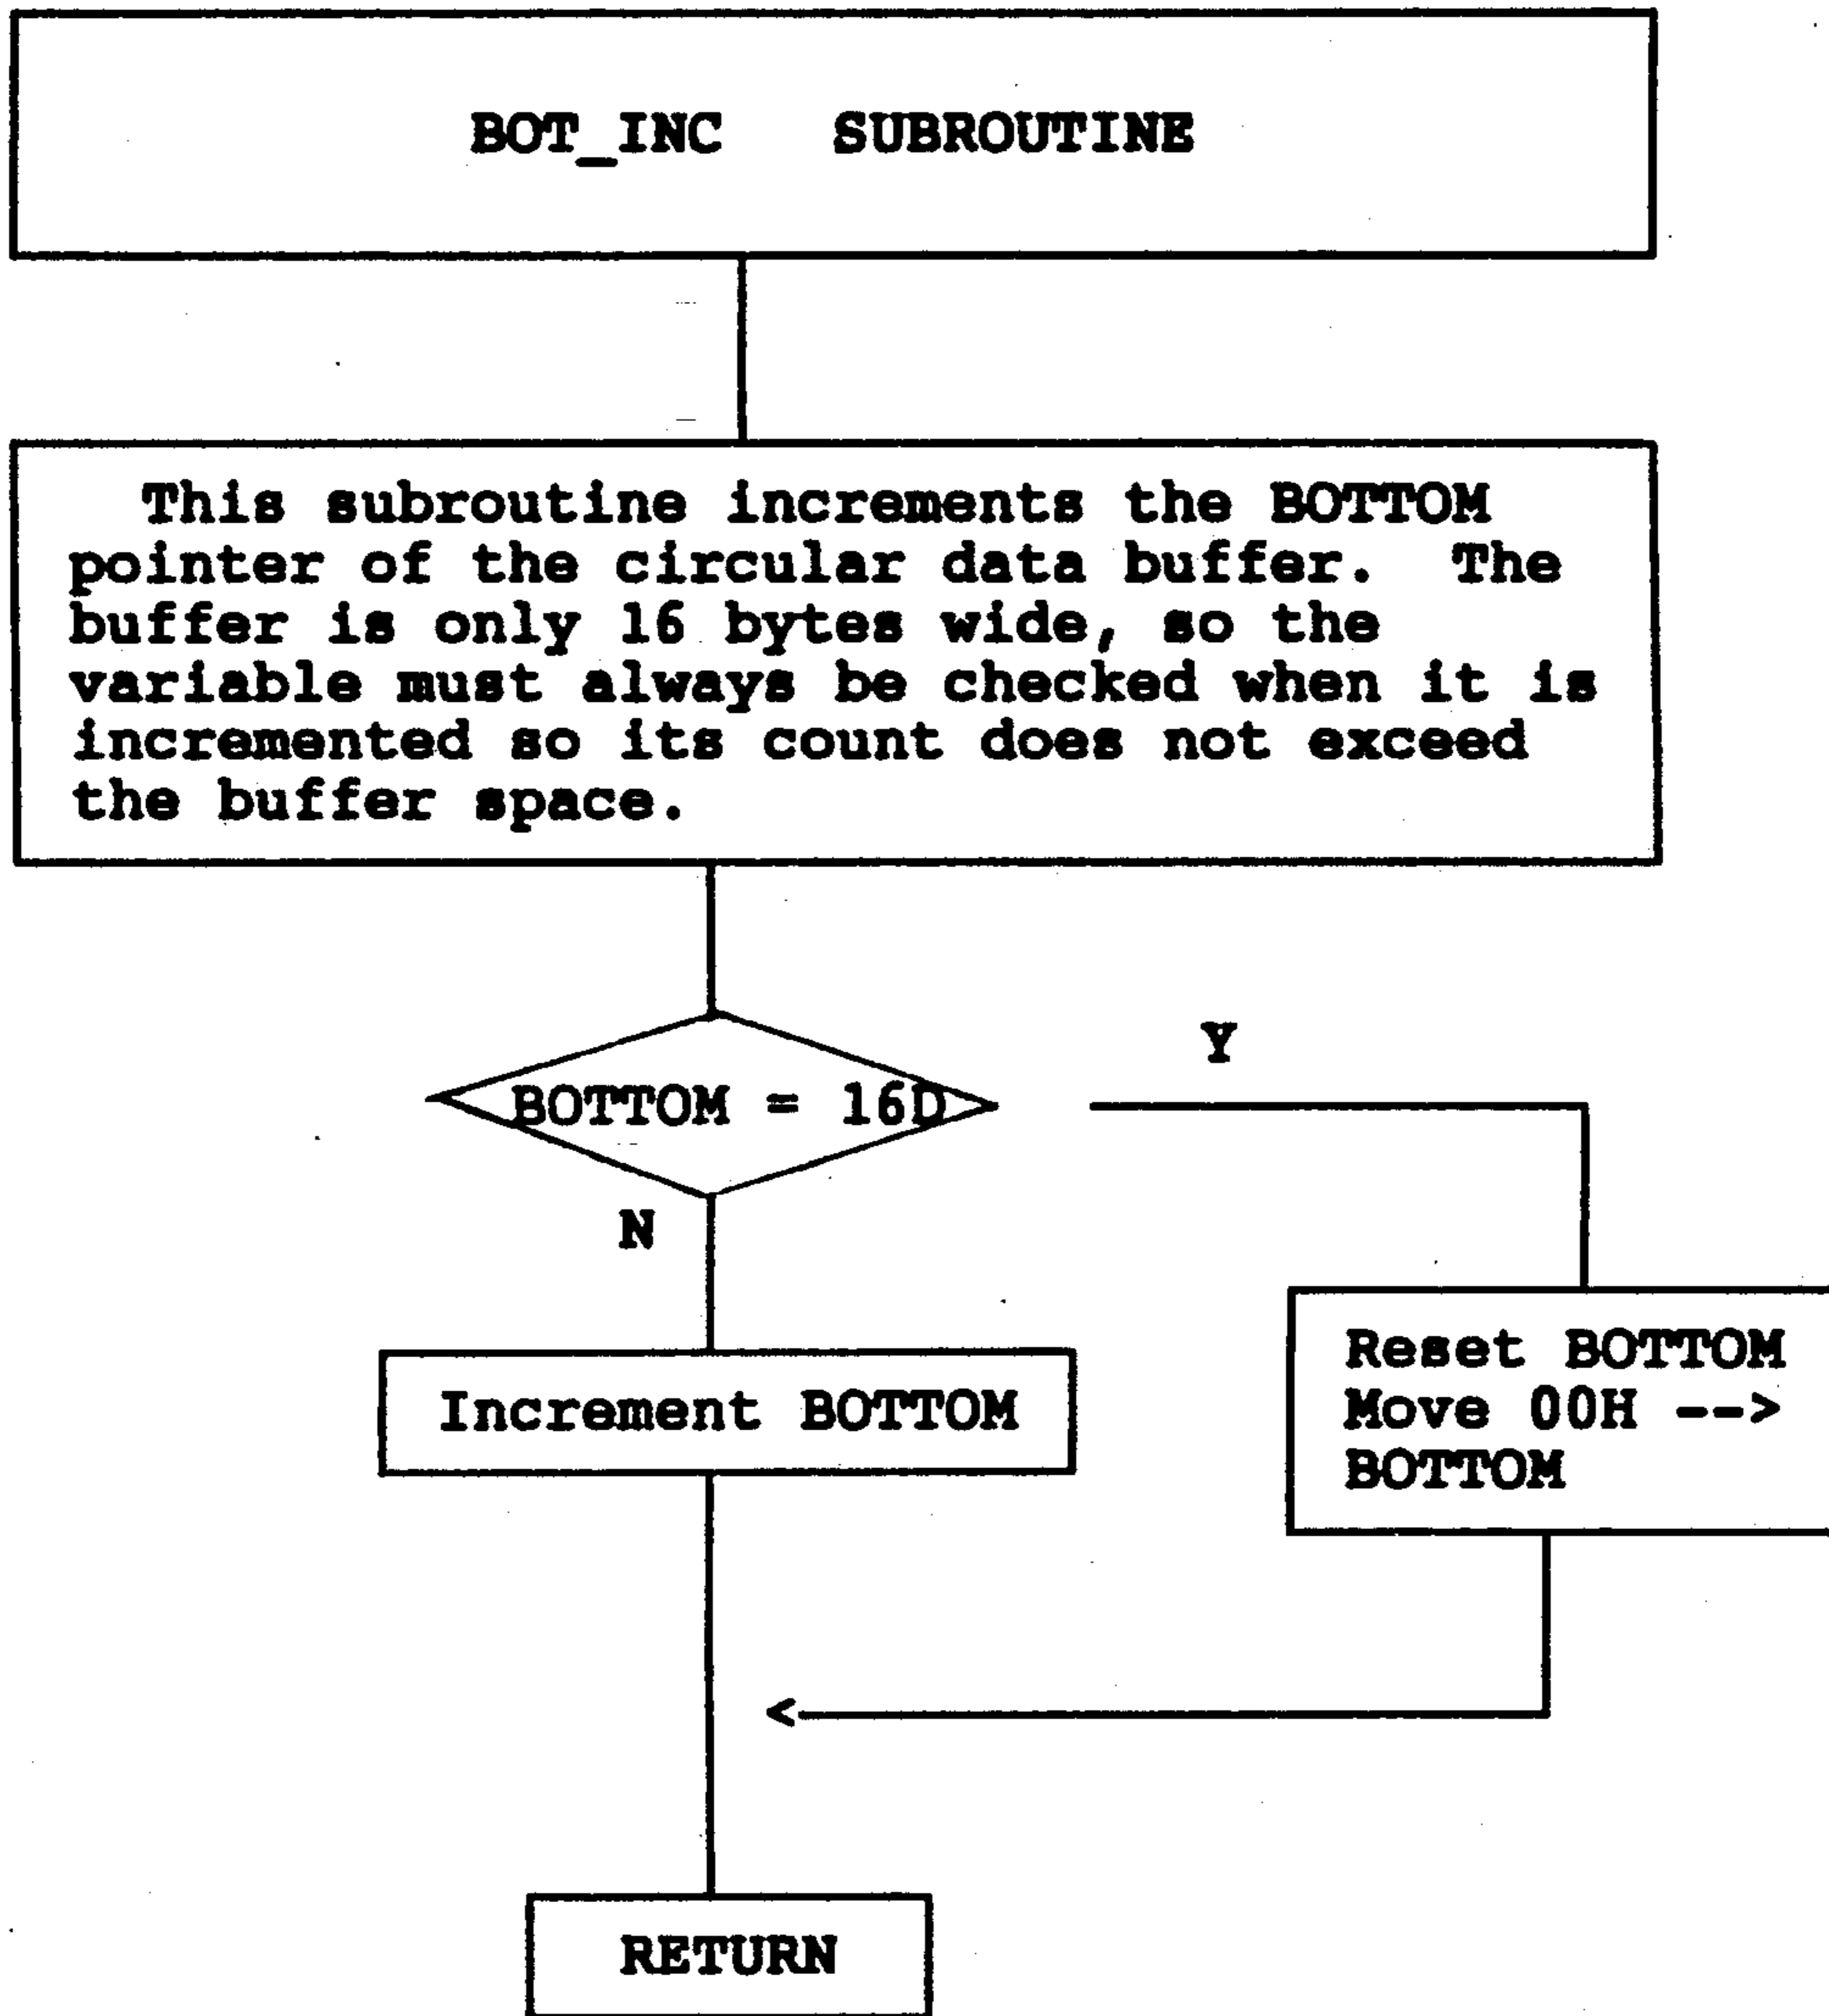 BOT_INC SUBROUTINE
This subroutine increments the BOTTOM
pointer of the circular data buffer. The
buffer is only 16 bytes wide, so the
variable must always be checked when it is
incremented so its count does not exceed
the buffer space.
BOTTOM = 16D
Y
N
Increment BOTTOM
Reset BOTTOM
Move 00H -->
BOTTOM
<
RETURN